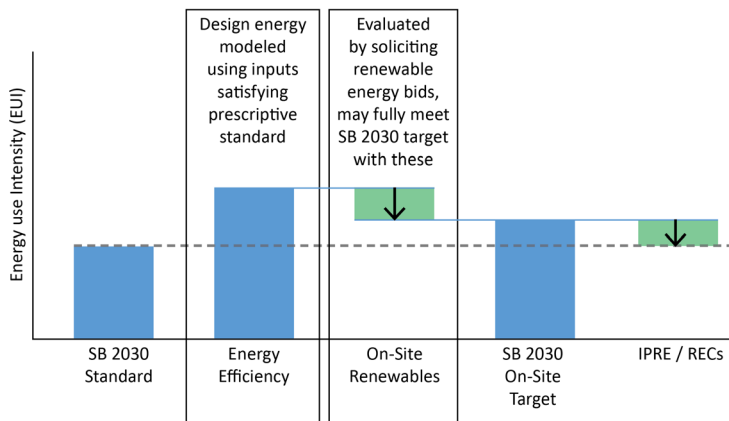 Design energy
modeled
using inputs
satisfying
prescriptive
standard
Evaluated
by soliciting
renewable
energy bids,
may fully meet
SB 2030 target
with these
Energy use Intensity (EUI)
SB 2030
Standard
Energy
Efficiency
On-Site
Renewables
SB 2030
On-Site
Target
IPRE / RECs